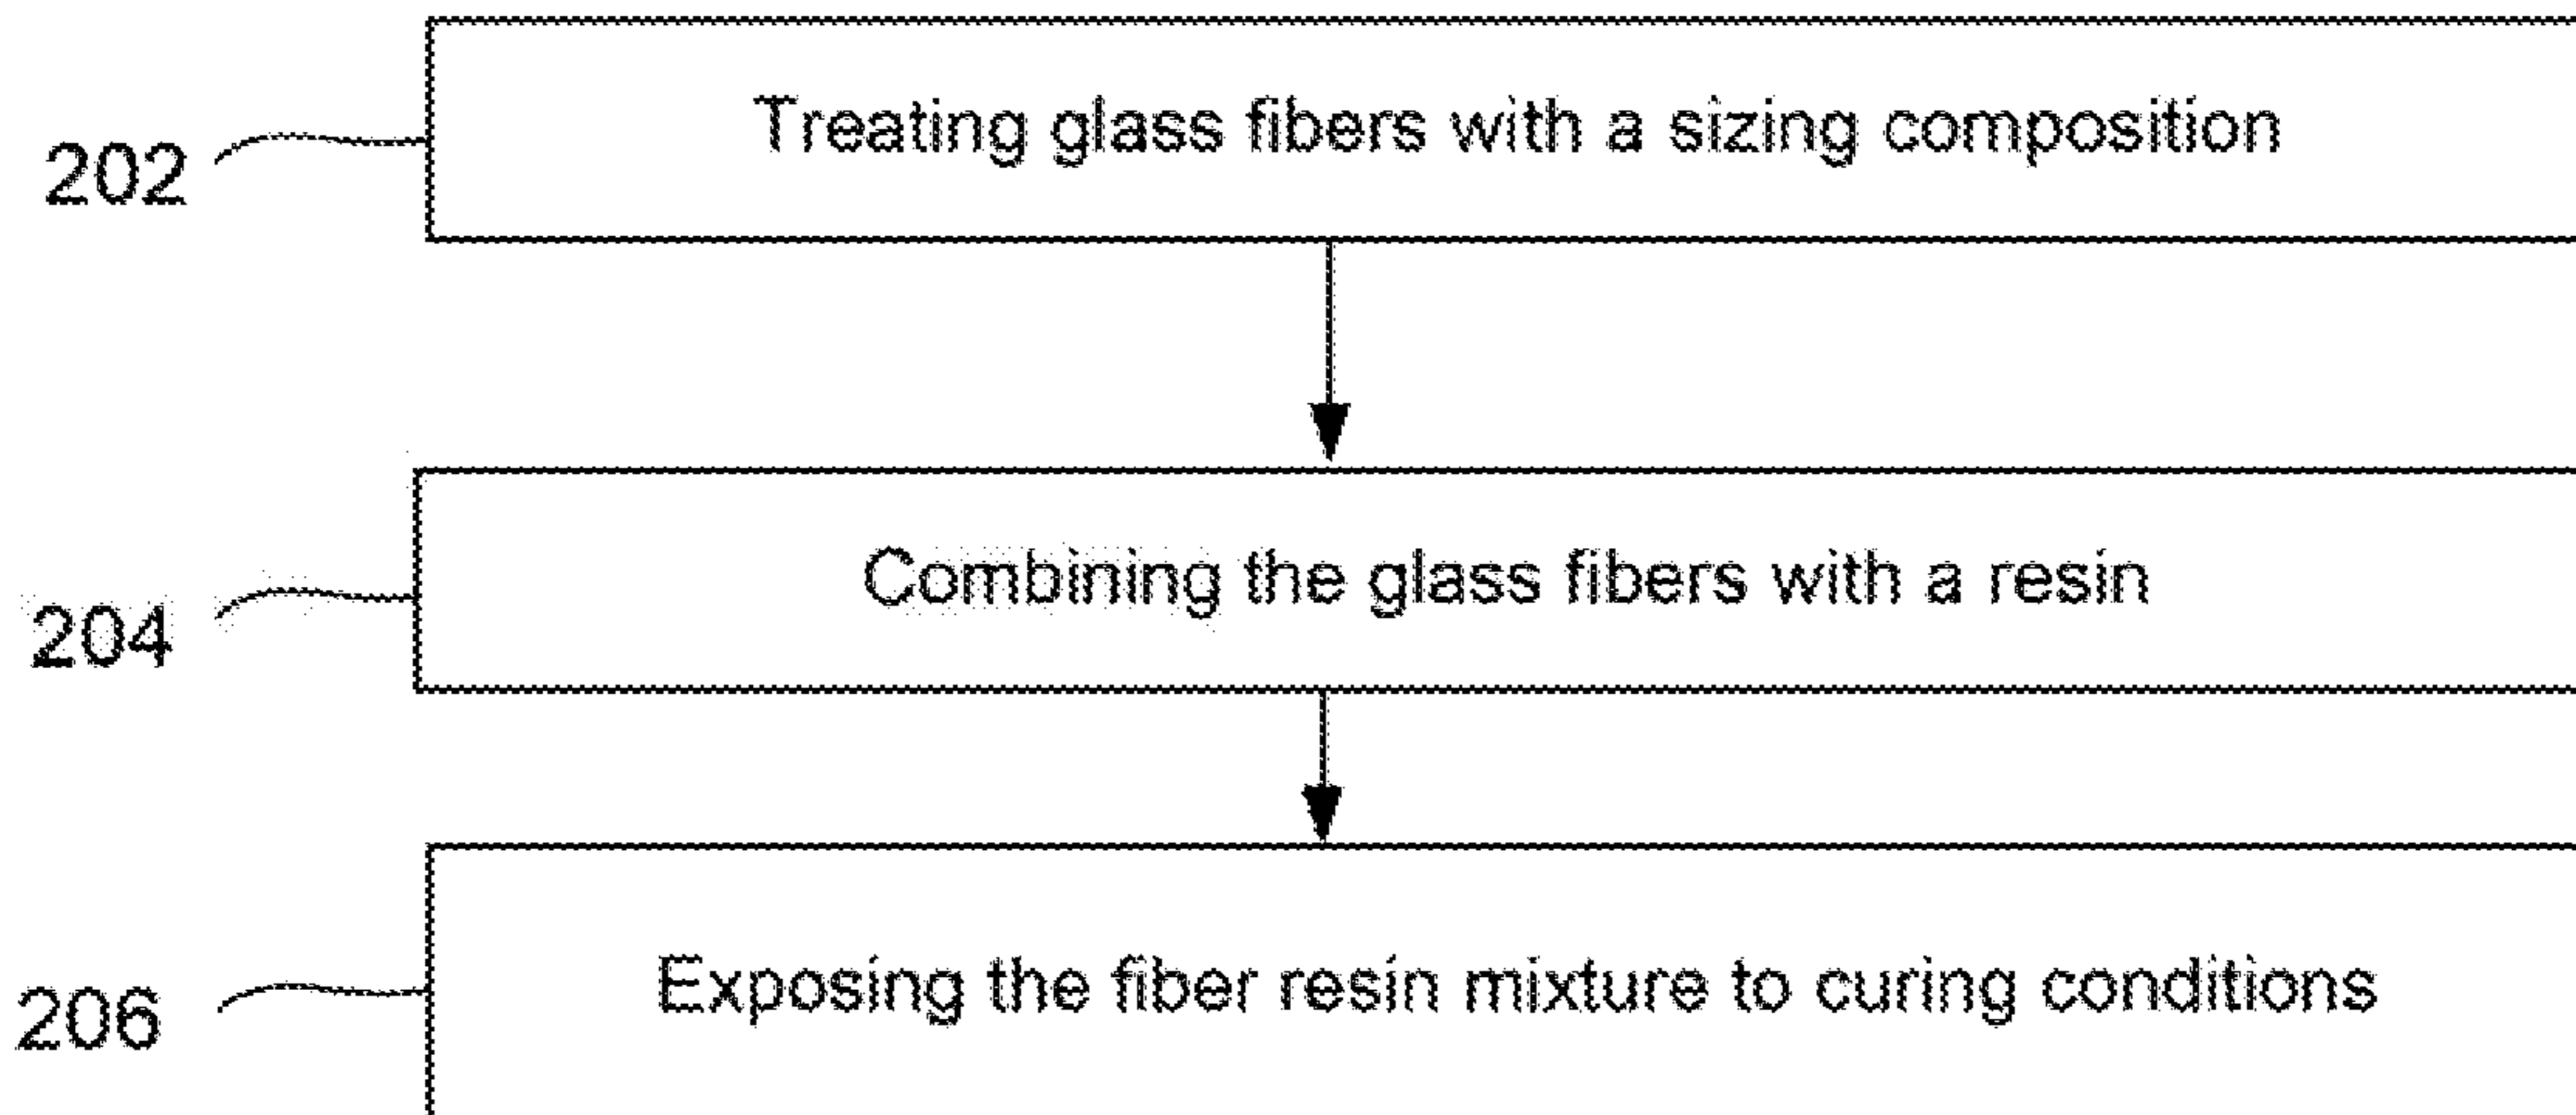 202 Treating glass fibers with a sizing composition
204 Combining the glass fibers with a resin
206 Exposing the fiber resin mixture to curing conditions